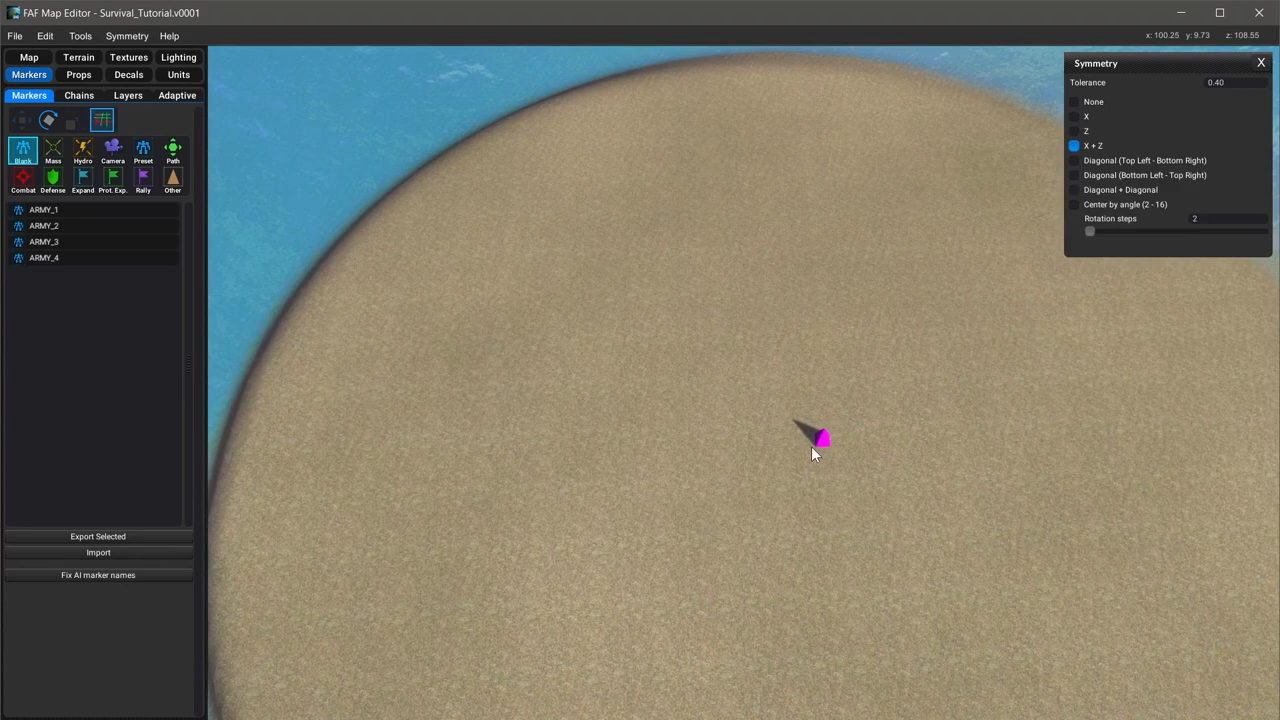 FAF Map Editor - Survival_Tutorial.v0001
File Edit Tools Symmetry Help
x: 100.25 y: 9.73 z: 108.55
Map Terrain Textures Lighting
Markers Props Decals Units
Markers Chains Layers Adaptive
Blank Mass Hydro Camera Preset Path
Combat Defense Expand Prot. Exp. Rally Other
ARMY_1
ARMY_2
ARMY_3
ARMY_4
Export Selected
Import
Fix AI marker names
Symmetry X
Tolerance 0.40
None
X
Z
X + Z
Diagonal (Top Left - Bottom Right)
Diagonal (Bottom Left - Top Right)
Diagonal + Diagonal
Center by angle (2 - 16)
Rotation steps 2